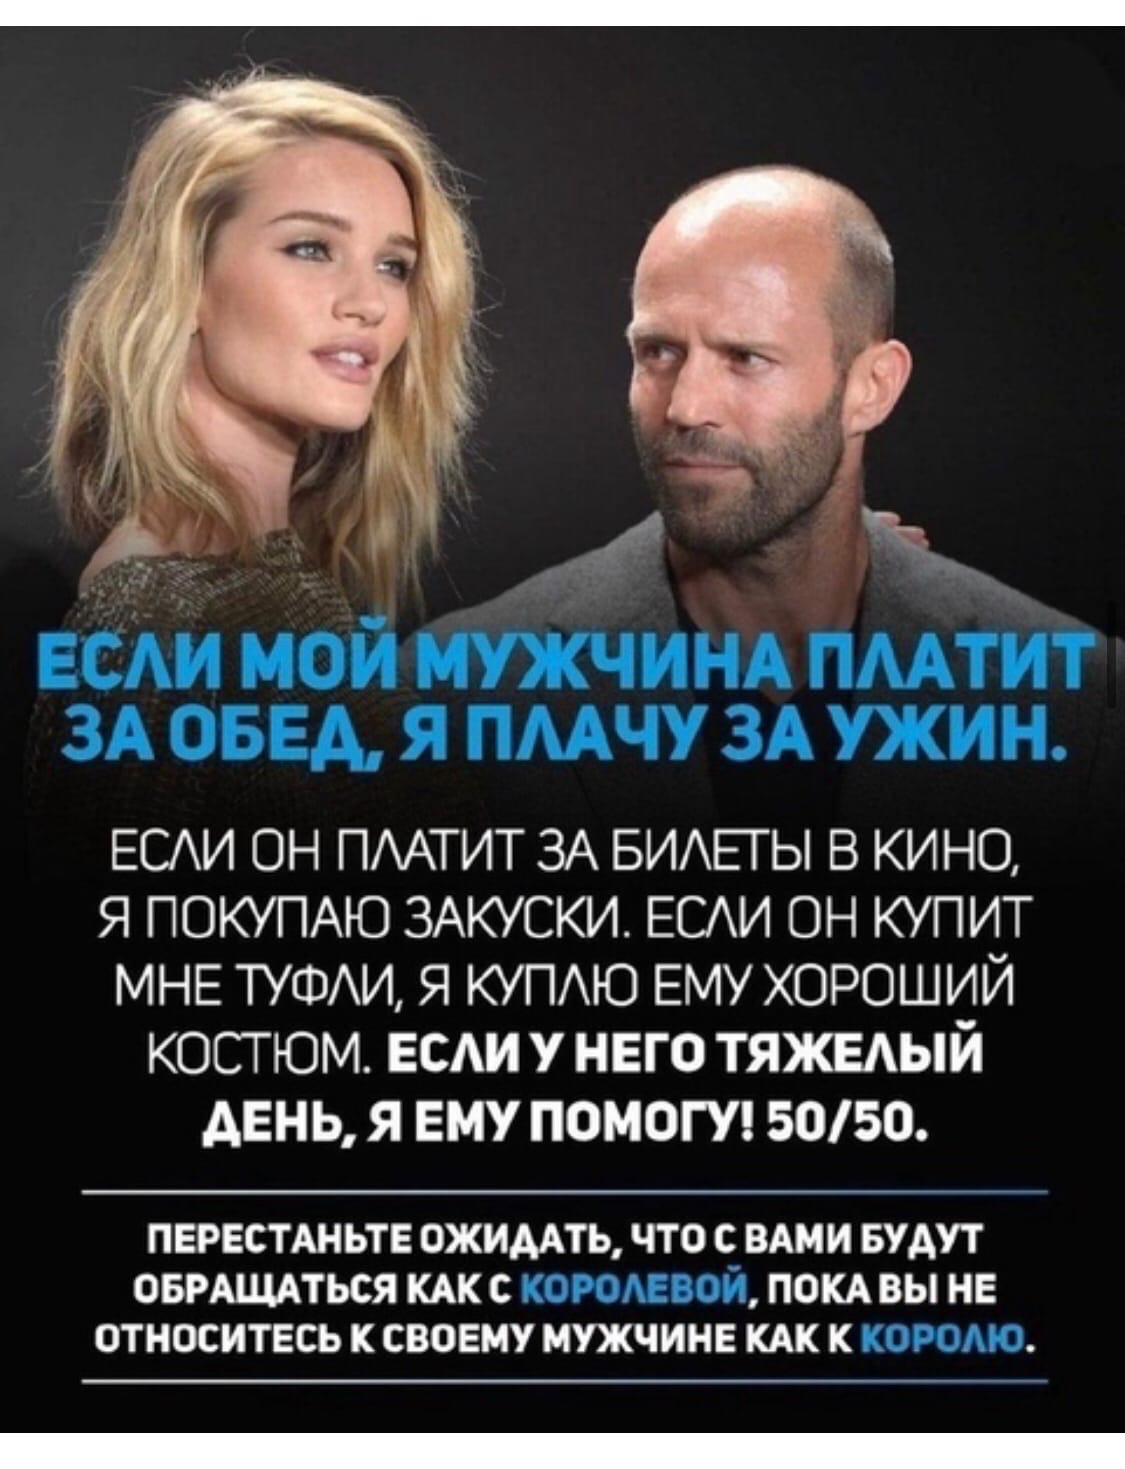 ЕСЛИ МОЙ МУЖЧИНА ПЛАТИТ
ЗА ОБЕД, Я ПЛАЧУ ЗА УЖИН.
ЕСЛИ ОН ПЛАТИТ ЗА БИЛЕТЫ В КИНО,
Я ПОКУПАЮ ЗАКУСКИ. ЕСЛИ ОН КУПИТ
МНЕ ТУФЛИ, Я КУПЛЮ ЕМУ ХОРОШИЙ
КОСТЮМ. ЕСЛИ У НЕГО ТЯЖЕЛЫЙ
ДЕНЬ, Я ЕМУ ПОМОГУ! 50/50.
ПЕРЕСТАНЬТЕ ОЖИДАТЬ, ЧТО С ВАМИ БУДУТ
ОБРАЩАТЬСЯ КАК С КОРОЛЕВОЙ, ПОКА ВЫ НЕ
ОТНОСИТЕСЬ К СВОЕМУ МУЖЧИНЕ КАК К КОРОЛЮ.